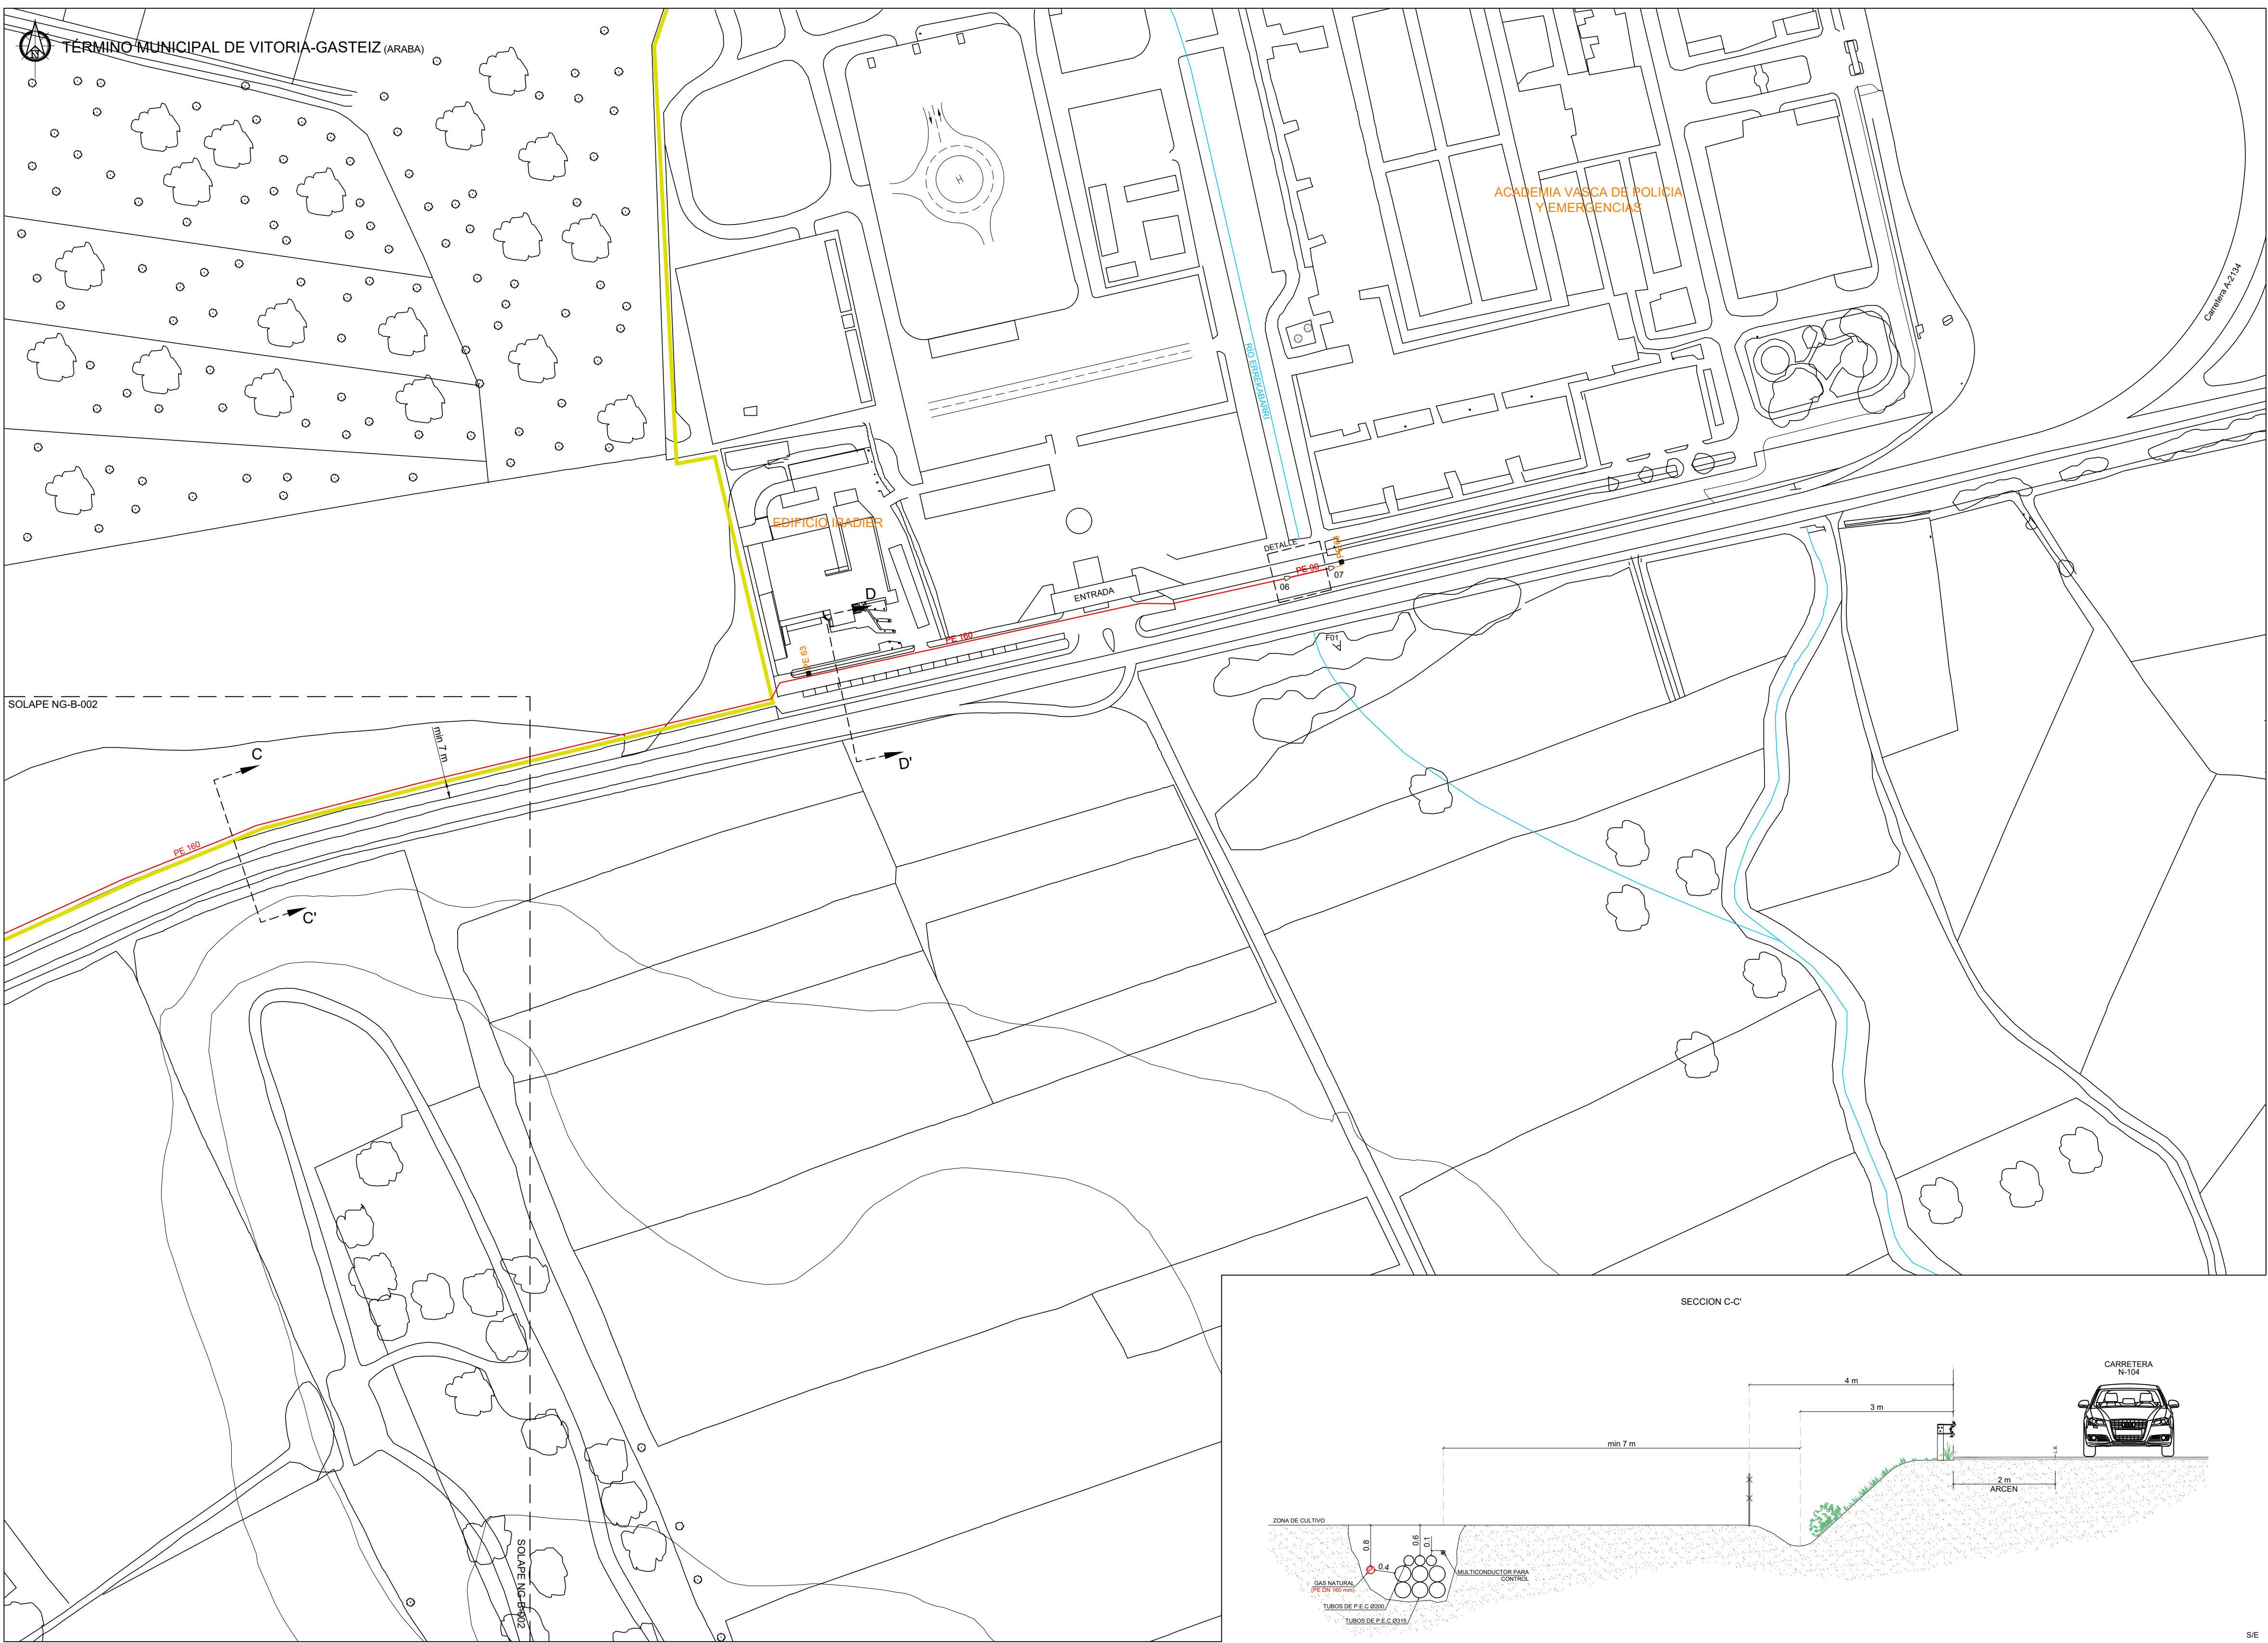 TÉRMINO MUNICIPAL DE VITORIA-GASTEIZ (ARABA)
N
H
ACADEMIA VASCA DE POLICIA
Y EMERGENCIAS
Carretera A-2134
RÍO ERREKABARRI
EDIFICIO IRADIER
DETALLE
PE 90
06
07
ENTRADA
D
PE 160
PE 63
F01
SOLAPE NG-B-002
min 7 m
C
D'
PE 160
C'
SOLAPE NG-B-002
SECCION C-C'
CARRETERA
N-104
4 m
3 m
min 7 m
L.B.
2 m
ARCEN
ZONA DE CULTIVO
0.8
0.6
0.1
0.4
GAS NATURAL
(PE DN 160 mm)
MULTICONDUCTOR PARA
CONTROL
TUBOS DE P.E.C Ø200
TUBOS DE P.E.C Ø315
S/E